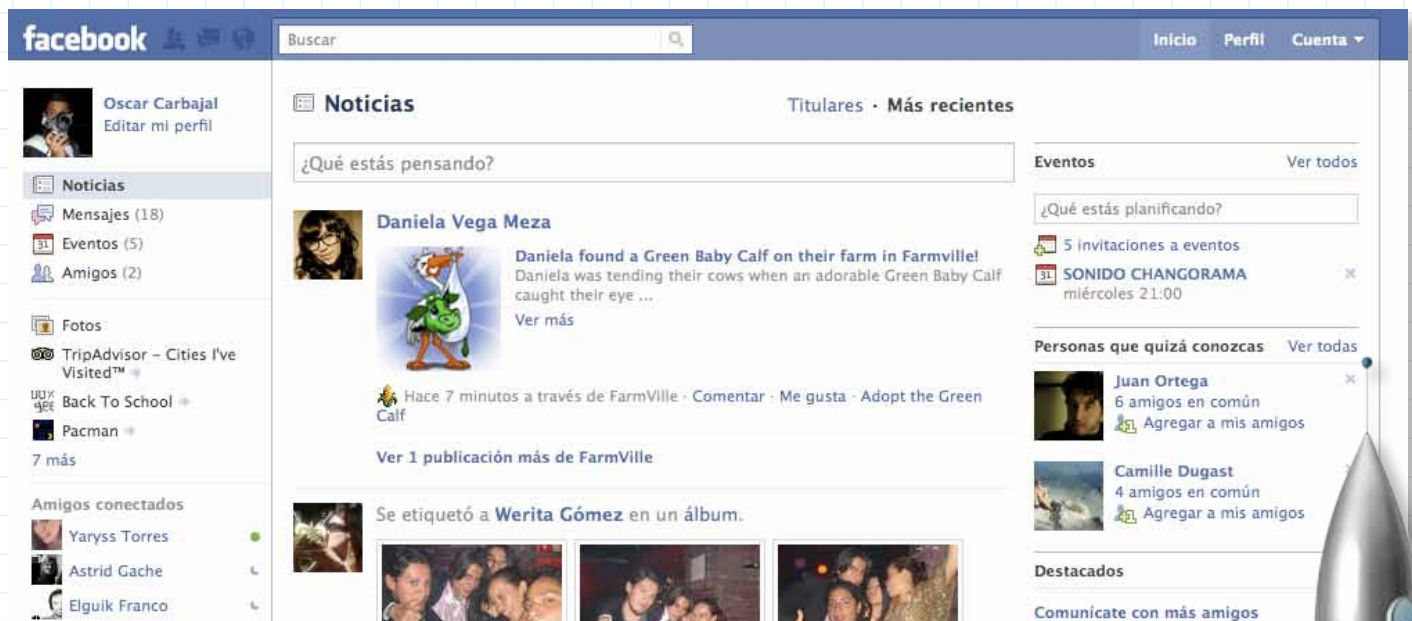 facebook
Buscar
Inicio Perfil Cuenta
Oscar Carbajal
Editar mi perfil
Noticias
Mensajes (18)
Eventos (5)
Amigos (2)
Fotos
TripAdvisor – Cities I've
Visited™
Back To School
Pacman
7 más
Amigos conectados
Yaryss Torres
Astrid Gache
Elguik Franco
Noticias
Titulares · Más recientes
¿Qué estás pensando?
Daniela Vega Meza
Daniela found a Green Baby Calf on their farm in Farmville!
Daniela was tending their cows when an adorable Green Baby Calf
caught their eye ...
Ver más
Hace 7 minutos a través de FarmVille · Comentar · Me gusta · Adopt the Green
Calf
Ver 1 publicación más de FarmVille
Se etiquetó a Werita Gómez en un álbum.
Eventos Ver todos
¿Qué estás planificando?
5 invitaciones a eventos
31 SONIDO CHANGORAMA
miércoles 21:00
Personas que quizá conozcas Ver todas
Juan Ortega
6 amigos en común
Agregar a mis amigos
Camille Dugast
4 amigos en común
Agregar a mis amigos
Destacados
Comunícate con más amigos